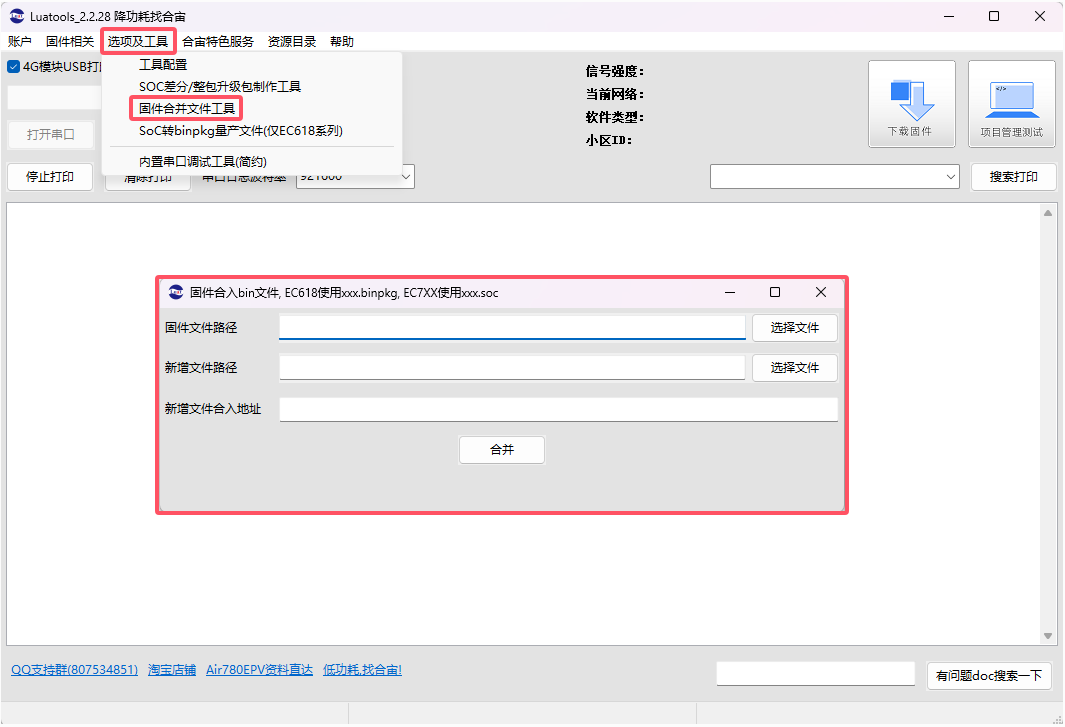 Luatools_2.2.28 降功耗找合宙
账户 固件相关 选项及工具 合宙特色服务 资源目录 帮助
4G模块USB打
工具配置
SOC差分/整包升级包制作工具
固件合并文件工具
SoC转binpkg量产文件(仅EC618系列)
内置串口调试工具(简约)
打开串口
信号强度:
当前网络:
软件类型:
小区ID:
下载固件
项目管理测试
停止打印 清除打印 串口日志波特率 921600 搜索打印
固件合入bin文件, EC618使用xxx.binpkg, EC7XX使用xxx.soc
固件文件路径 选择文件
新增文件路径 选择文件
新增文件合入地址
合并
QQ支持群(807534851) 淘宝店铺 Air780EPV资料直达 低功耗,找合宙!
有问题doc搜索一下